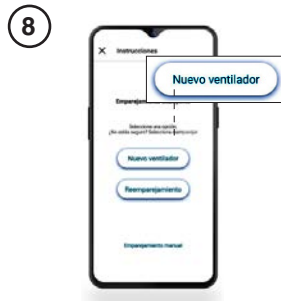 8
Instrucciones
Nuevo ventilador
Seleccione una opción
Nuevo ventilador
Reemparejamiento
Emparejamiento manual